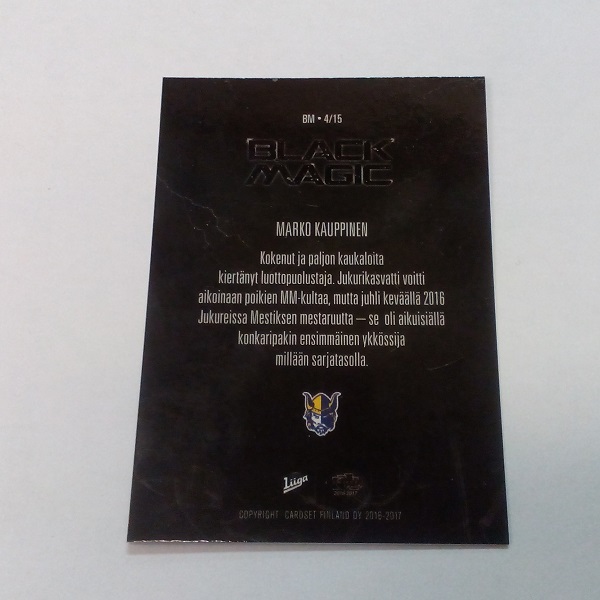 BM • 4/15
BLACK
MAGIC
MARKO KAUPPINEN
Kokenut ja paljon kaukaloita
kiertänyt luottopuolustaja. Jukurikasvatti voitti
aikoinaan poikien MM-kultaa, mutta juhli keväällä 2016
Jukureissa Mestiksen mestaruutta – se oli aikuisiällä
konkaripakin ensimmäinen ykkössija
millään sarjatasolla.
Liiga
2016-2017
COPYRIGHT CARDSET FINLAND OY 2016-2017